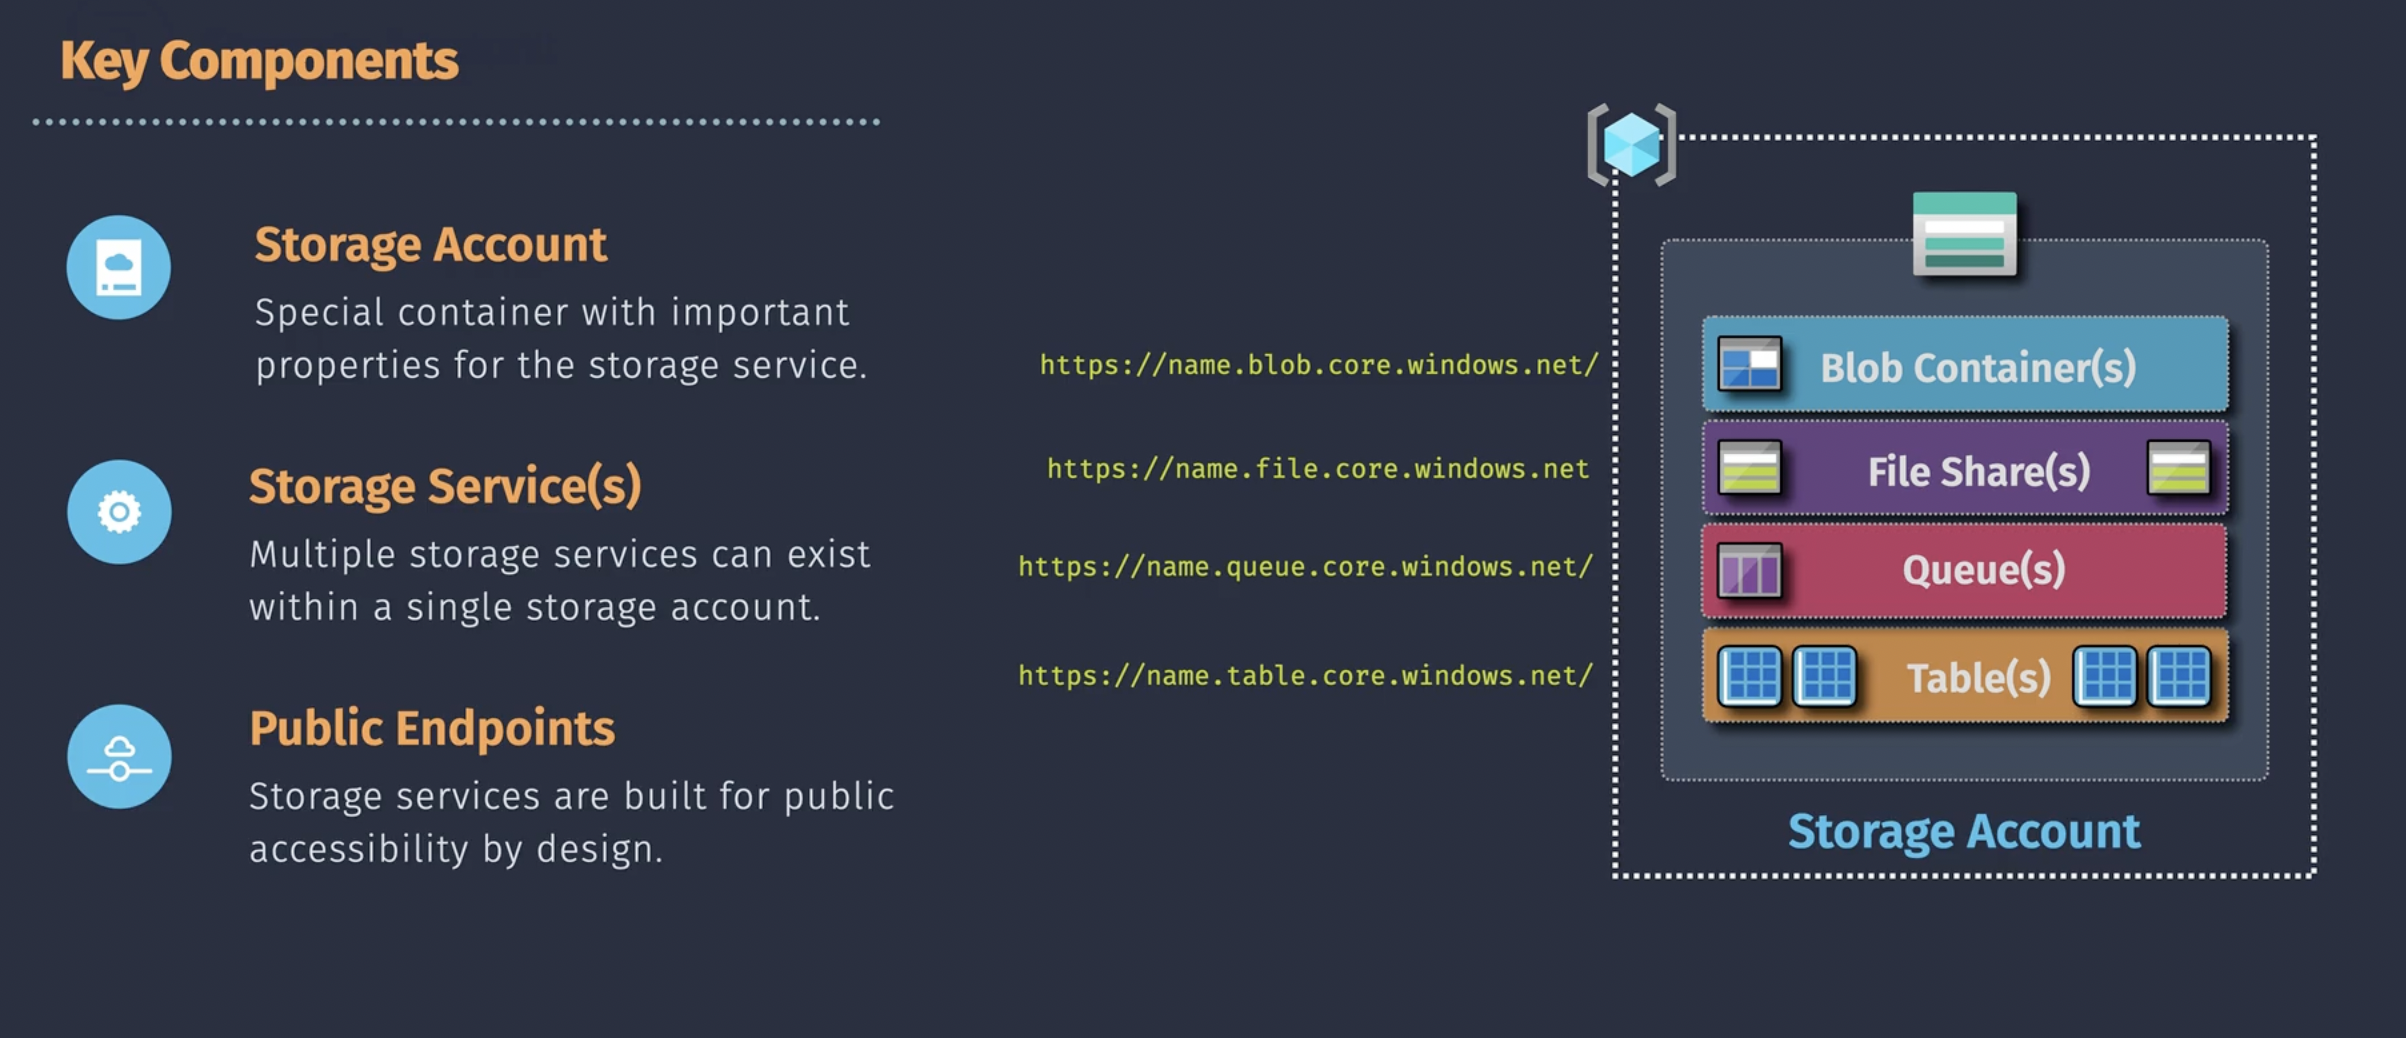 Key Components
Storage Account
Special container with important
properties for the storage service.
Storage Service(s)
Multiple storage services can exist
within a single storage account.
Public Endpoints
Storage services are built for public
accessibility by design.
https://name.blob.core.windows.net/
https://name.file.core.windows.net
https://name.queue.core.windows.net/
https://name.table.core.windows.net/
Blob Container(s)
File Share(s)
Queue(s)
Table(s)
Storage Account